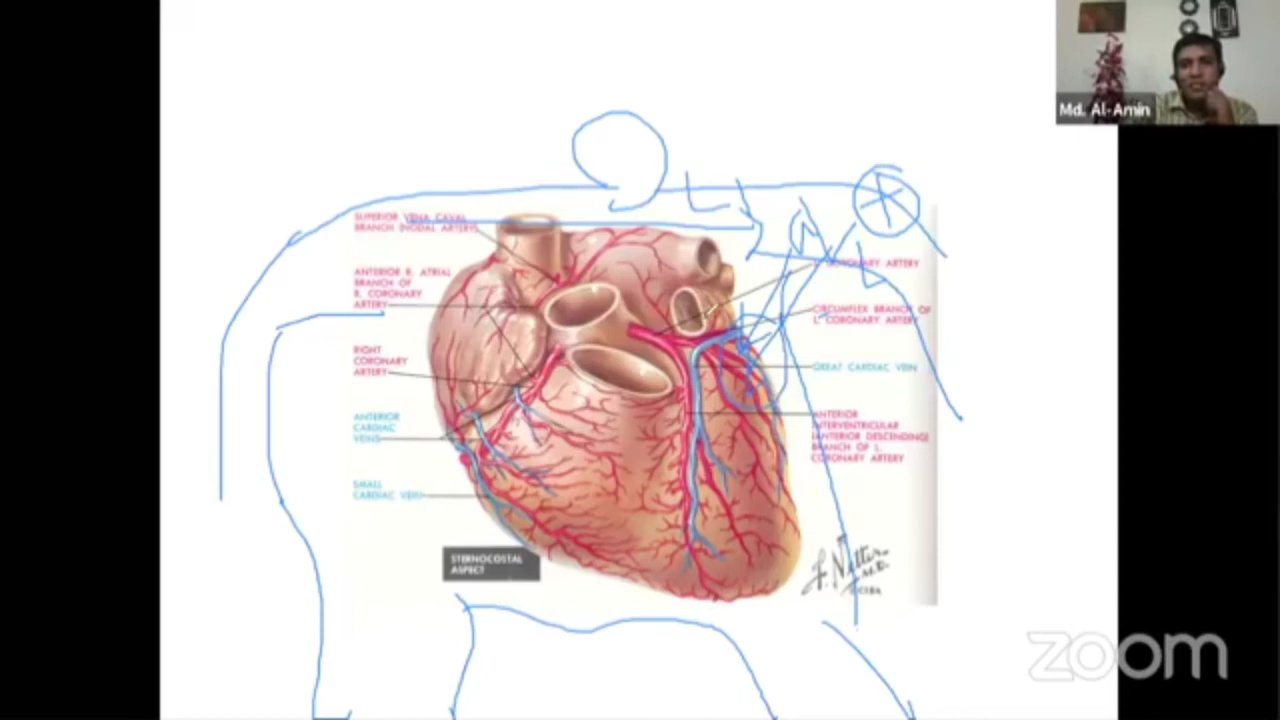 Md. Al-Amin
SUPERIOR VENA CAVAL
BRANCH (NODAL ARTERY)
ANTERIOR R. ATRIAL
BRANCH OF
R. CORONARY
ARTERY
RIGHT
CORONARY
ARTERY
ANTERIOR
CARDIAC
VEINS
SMALL
CARDIAC VEIN
STERNOCOSTAL
ASPECT
L
CORONARY ARTERY
CIRCUMFLEX BRANCH OF
L. CORONARY ARTERY
GREAT CARDIAC VEIN
ANTERIOR
INTERVENTRICULAR
(ANTERIOR DESCENDING)
BRANCH OF L.
CORONARY ARTERY
F. Netter
M.D.
© CIBA
zoom